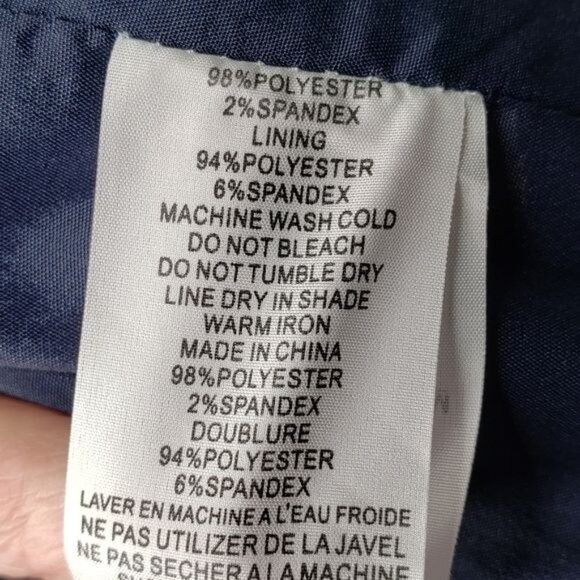 98%POLYESTER
2%SPANDEX
LINING
94%POLYESTER
6%SPANDEX
MACHINE WASH COLD
DO NOT BLEACH
DO NOT TUMBLE DRY
LINE DRY IN SHADE
WARM IRON
MADE IN CHINA
98%POLYESTER
2%SPANDEX
DOUBLURE
94%POLYESTER
6%SPANDEX
LAVER EN MACHINE A L'EAU FROIDE
NE PAS UTILIZER DE LA JAVEL
NE PAS SECHER A LA MACHINE